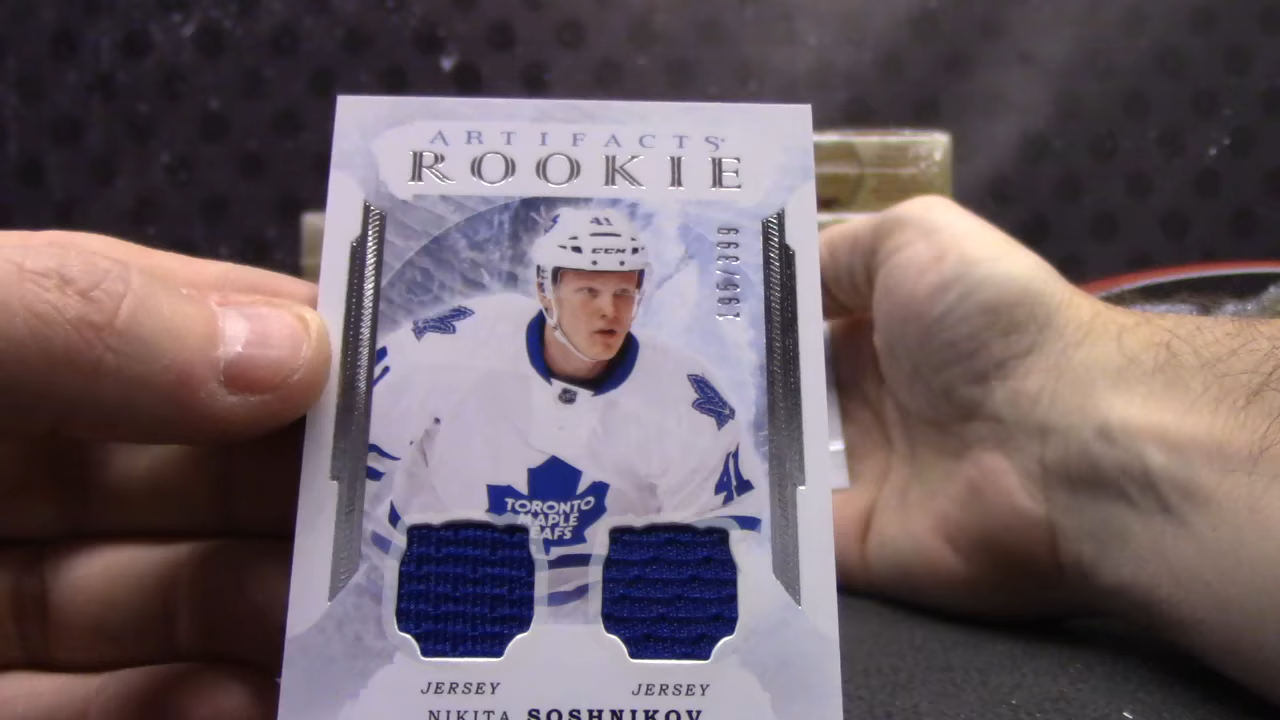 ARTIFACTS
ROOKIE
195/399
41
CCM
41
TORONTO
MAPLE
LEAFS
JERSEY
JERSEY
NIKITA SOSHNIKOV